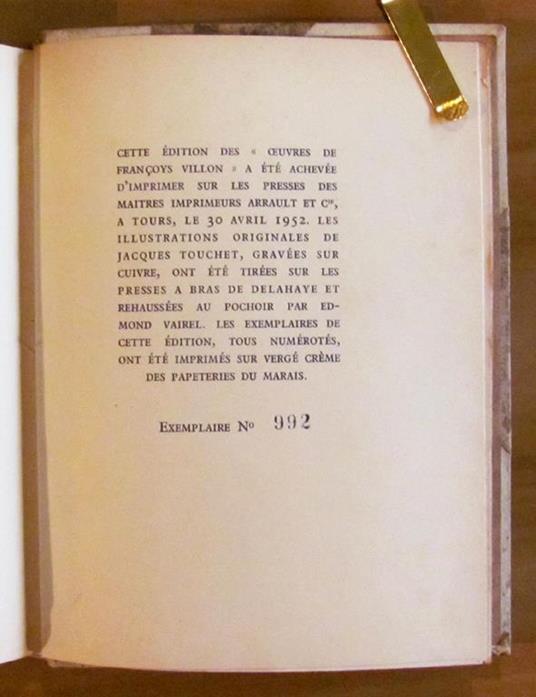 CETTE ÉDITION DES « ŒUVRES DE
FRANÇOYS VILLON » A ÉTÉ ACHEVÉE
D'IMPRIMER SUR LES PRESSES DES
MAITRES IMPRIMEURS ARRAULT ET Cie,
A TOURS, LE 30 AVRIL 1952. LES
ILLUSTRATIONS ORIGINALES DE
JACQUES TOUCHET, GRAVÉES SUR
CUIVRE, ONT ÉTÉ TIRÉES SUR LES
PRESSES A BRAS DE DELAHAYE ET
REHAUSSÉES AU POCHOIR PAR ED-
MOND VAIREL. LES EXEMPLAIRES DE
CETTE ÉDITION, TOUS NUMÉROTÉS,
ONT ÉTÉ IMPRIMÉS SUR VERGÉ CRÈME
DES PAPETERIES DU MARAIS.
EXEMPLAIRE No 992